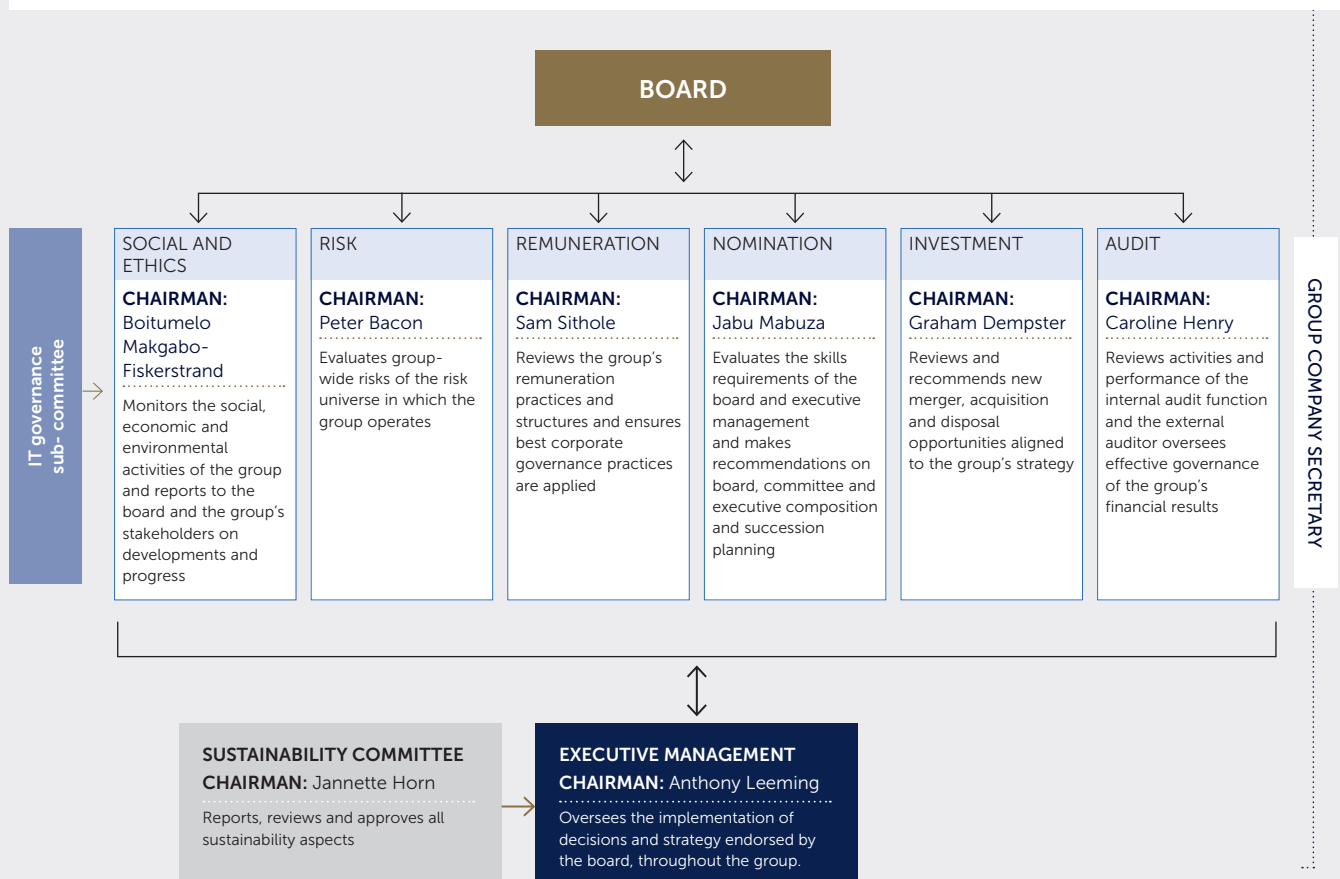 BOARD
IT governance
sub- committee
SOCIAL AND
ETHICS
CHAIRMAN:
Boitumelo
Makgabo-
Fiskerstrand
Monitors the social,
economic and
environmental
activities of the group
and reports to the
board and the group's
stakeholders on
developments and
progress
RISK
CHAIRMAN:
Peter Bacon
Evaluates group-
wide risks of the risk
universe in which the
group operates
REMUNERATION
CHAIRMAN:
Sam Sithole
Reviews the group's
remuneration
practices and
structures and ensures
best corporate
governance practices
are applied
NOMINATION
CHAIRMAN:
Jabu Mabuza
Evaluates the skills
requirements of the
board and executive
management
and makes
recommendations on
board, committee and
executive composition
and succession
planning
INVESTMENT
CHAIRMAN:
Graham Dempster
Reviews and
recommends new
merger, acquisition
and disposal
opportunities aligned
to the group's strategy
AUDIT
CHAIRMAN:
Caroline Henry
Reviews activities and
performance of the
internal audit function
and the external
auditor oversees
effective governance
of the group's
financial results
GROUP COMPANY SECRETARY
SUSTAINABILITY COMMITTEE
CHAIRMAN: Jannette Horn
Reports, reviews and approves all
sustainability aspects
EXECUTIVE MANAGEMENT
CHAIRMAN: Anthony Leeming
Oversees the implementation of
decisions and strategy endorsed by
the board, throughout the group.